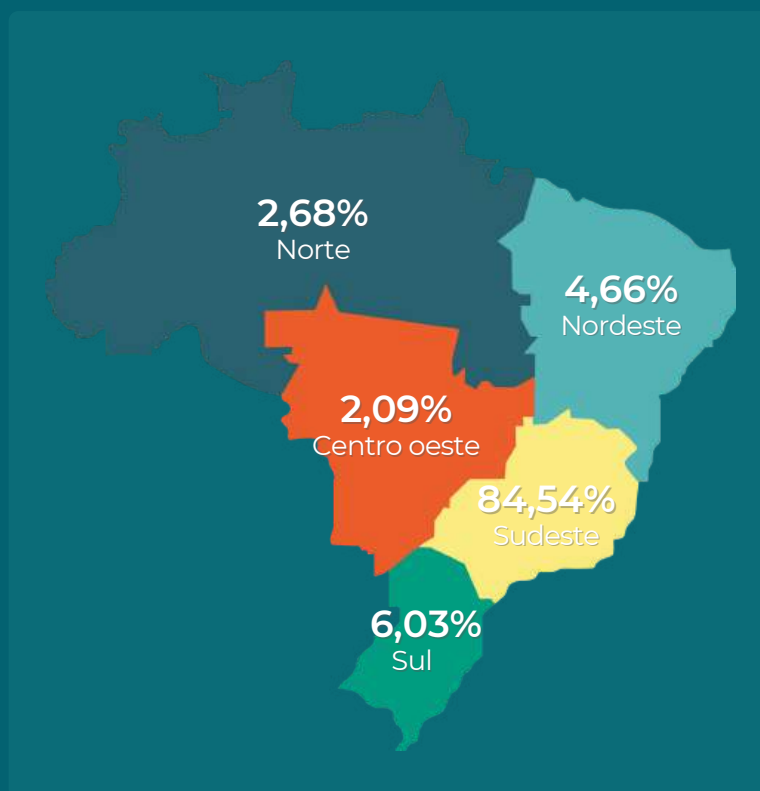 2,68%
Norte
4,66%
Nordeste
2,09%
Centro oeste
84,54%
Sudeste
6,03%
Sul